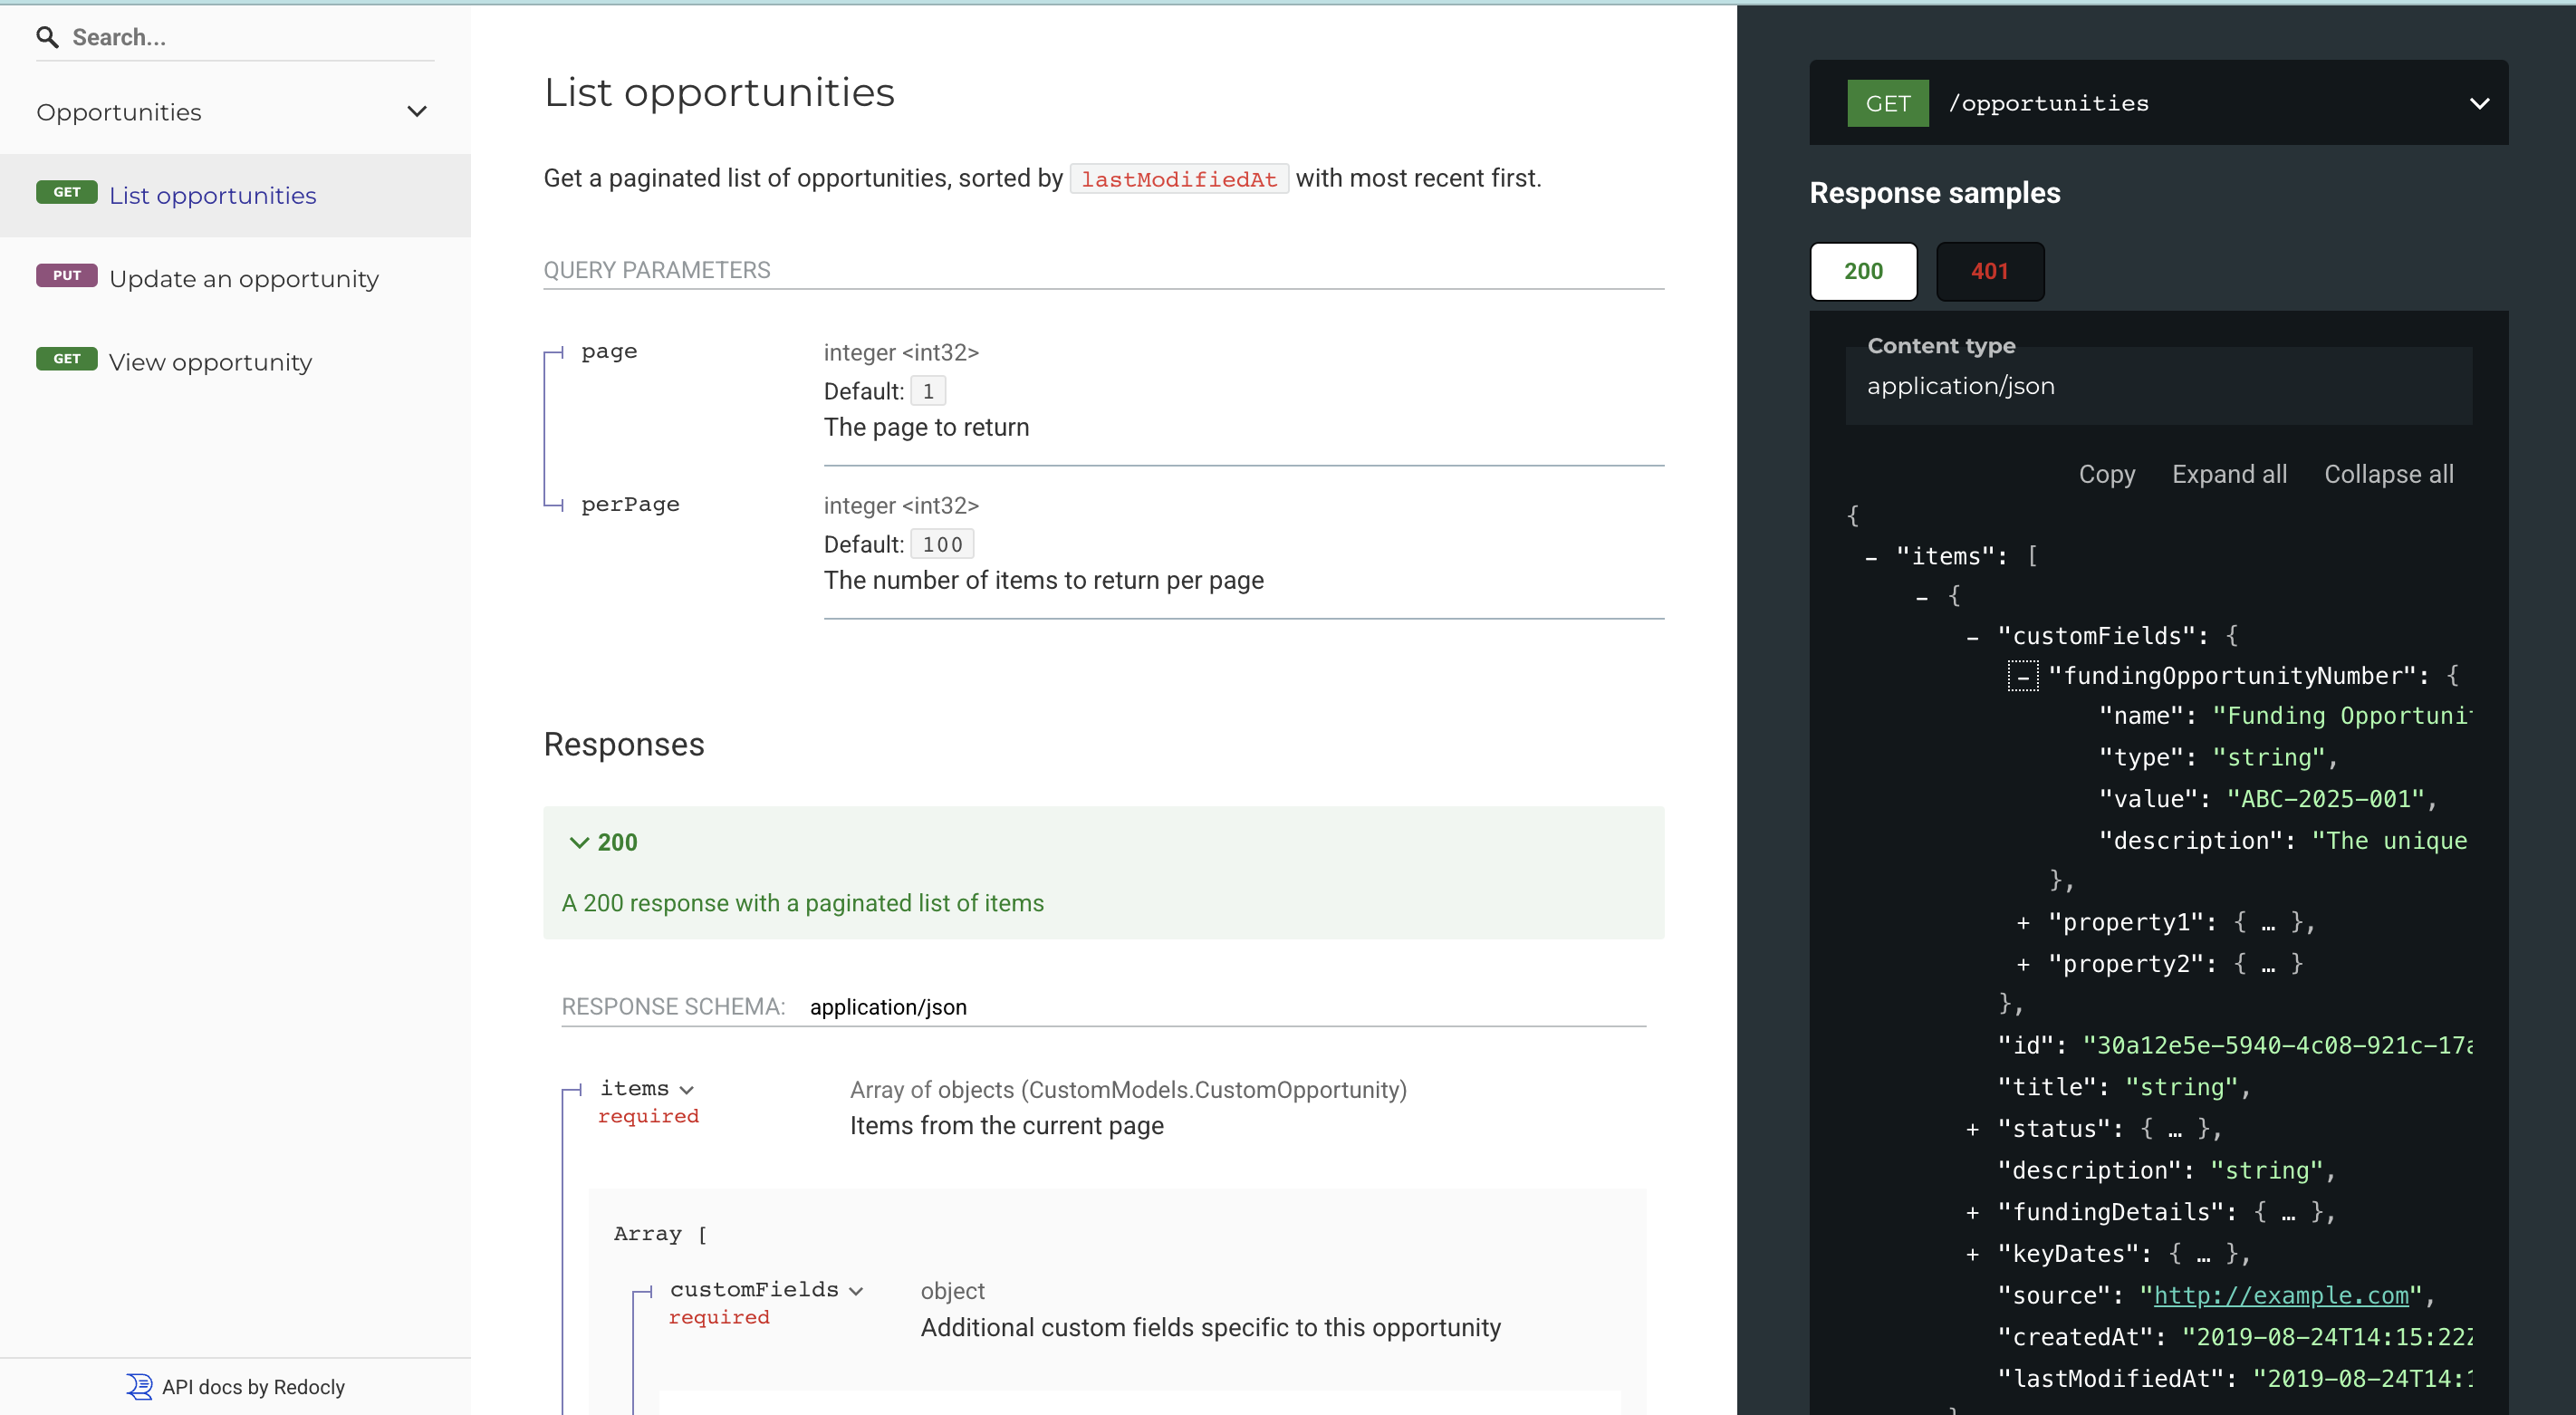 Search...
Opportunities
GET List opportunities
PUT Update an opportunity
GET View opportunity
API docs by Redocly
List opportunities
Get a paginated list of opportunities, sorted by lastModifiedAt with most recent first.
QUERY PARAMETERS
page integer <int32>
Default: 1
The page to return
perPage integer <int32>
Default: 100
The number of items to return per page
Responses
200
A 200 response with a paginated list of items
RESPONSE SCHEMA: application/json
items Array of objects (CustomModels.CustomOpportunity)
required Items from the current page
Array [
customFields object
required Additional custom fields specific to this opportunity
GET /opportunities
Response samples
200 401
Content type
application/json
Copy Expand all Collapse all
{
– "items": [
– {
– "customFields": {
– "fundingOpportunityNumber": {
"name": "Funding
"type": "string",
"value": "ABC-2025-001",
"description": "The unique
},
+ "property1": { … },
+ "property2": { … }
},
"id": "30a12e5e-5940-4c08-921c-17
"title": "string",
+ "status": { … },
"description": "string",
+ "fundingDetails": { … },
+ "keyDates": { … },
"source": "http://example.com",
"createdAt": "2019-08-24T14:15:22
"lastModifiedAt": "2019-08-24T14: